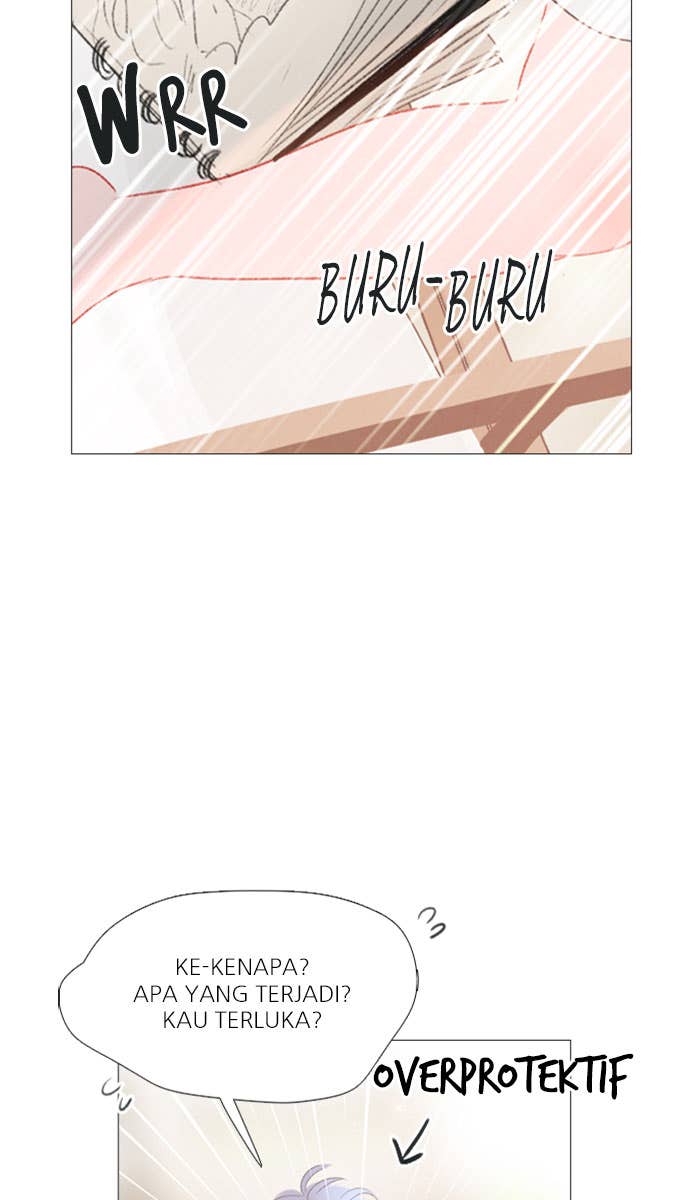 WRR
BURU-BURU
KE-KENAPA?
APA YANG TERJADI?
KAU TERLUKA?
OVERPROTEKTIF